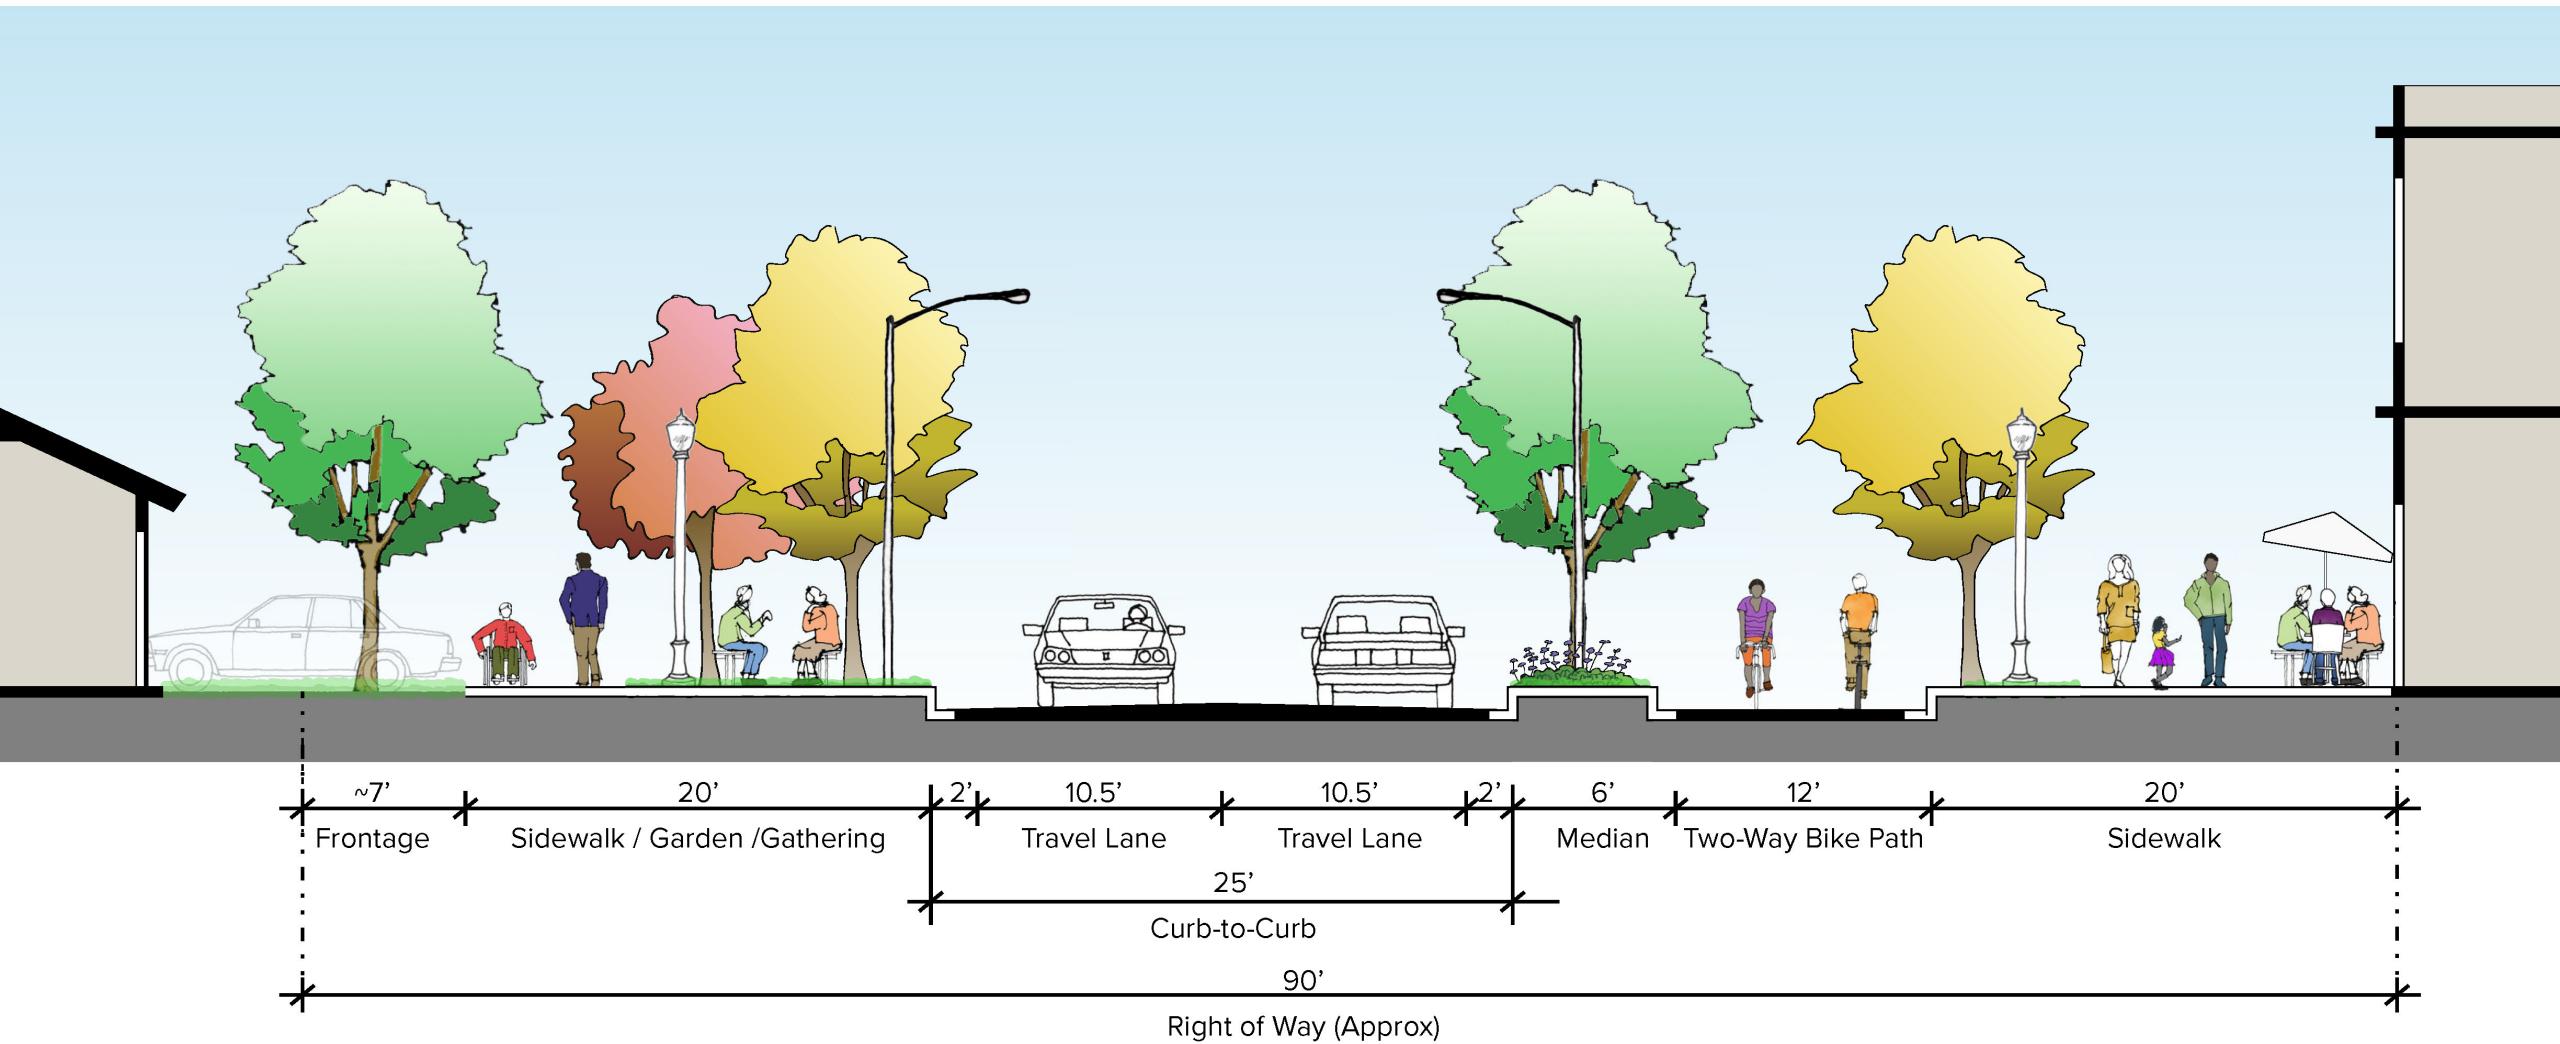 ~7’ 20’ 2’ 10.5’ 10.5’ 2’ 6’ 12’ 20’
Frontage Sidewalk / Garden /Gathering Travel Lane Travel Lane Median Two-Way Bike Path Sidewalk
25’
Curb-to-Curb
90’
Right of Way (Approx)